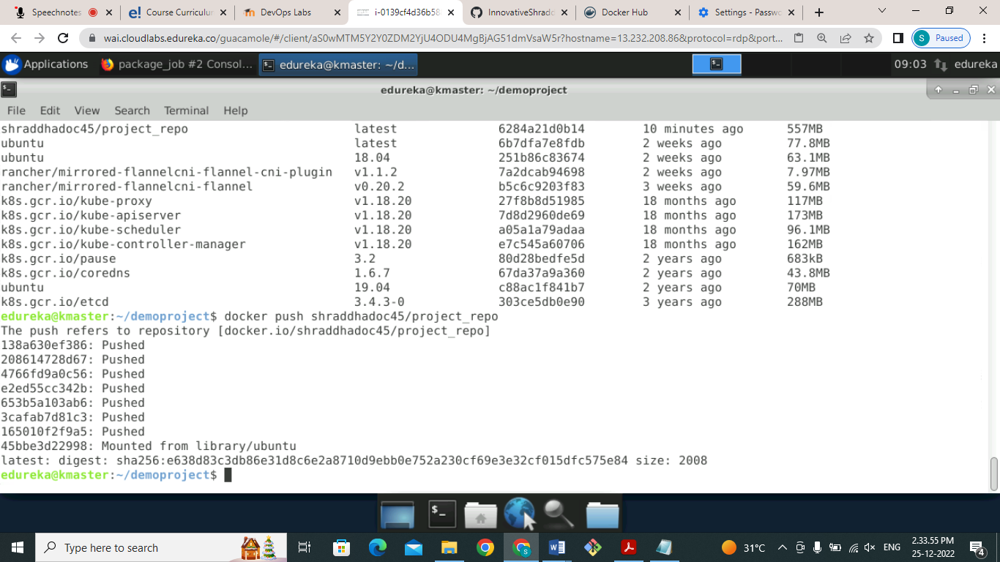 Speechnotes
Course Curriculur
DevOps Labs
i-0139cf4d36b58
InnovativeShrad
Docker Hub
Settings - Passwo
wai.cloudlabs.edureka.co/guacamole/#/client/aS0wMTM5Y2Y0ZDM2YjU4ODU4MgBjAG51dmVsaW5r?hostname=13.232.208.86&protocol=rdp&port...
S Paused
Applications
package_job #2 Consol...
edureka@kmaster: ~/d...
09:03
edureka
edureka@kmaster: ~/demoproject
File Edit View Search Terminal Help
shraddhadoc45/project_repo latest 6284a21d0b14 10 minutes ago 557MB
ubuntu latest 6b7dfa7e8fdb 2 weeks ago 77.8MB
ubuntu 18.04 251b86c83674 2 weeks ago 63.1MB
rancher/mirrored-flannelcni-flannel-cni-plugin v1.1.2 7a2dcab94698 2 weeks ago 7.97MB
rancher/mirrored-flannelcni-flannel v0.20.2 b5c6c9203f83 3 weeks ago 59.6MB
k8s.gcr.io/kube-proxy v1.18.20 27f8b8d51985 18 months ago 117MB
k8s.gcr.io/kube-apiserver v1.18.20 7d8d2960de69 18 months ago 173MB
k8s.gcr.io/kube-scheduler v1.18.20 a05a1a79adaa 18 months ago 96.1MB
k8s.gcr.io/kube-controller-manager v1.18.20 e7c545a60706 18 months ago 162MB
k8s.gcr.io/pause 3.2 80d28bedfe5d 2 years ago 683kB
k8s.gcr.io/coredns 1.6.7 67da37a9a360 2 years ago 43.8MB
ubuntu 19.04 c88ac1f841b7 2 years ago 70MB
k8s.gcr.io/etcd 3.4.3-0 303ce5db0e90 3 years ago 288MB
edureka@kmaster:~/demoproject$ docker push shraddhadoc45/project_repo
The push refers to repository [docker.io/shraddhadoc45/project_repo]
138a630ef386: Pushed
208614728d67: Pushed
4766fd9a0c56: Pushed
e2ed55cc342b: Pushed
653b5a103ab6: Pushed
3cafab7d81c3: Pushed
165010f2f9a5: Pushed
45bbe3d22998: Mounted from library/ubuntu
latest: digest: sha256:e638d83c3db86e31d8c6e2a8710d9ebb0e752a230cf69e3e32cf015dfc575e84 size: 2008
edureka@kmaster:~/demoproject$
Type here to search
31°C
ENG
2.33.55 PM
25-12-2022
4